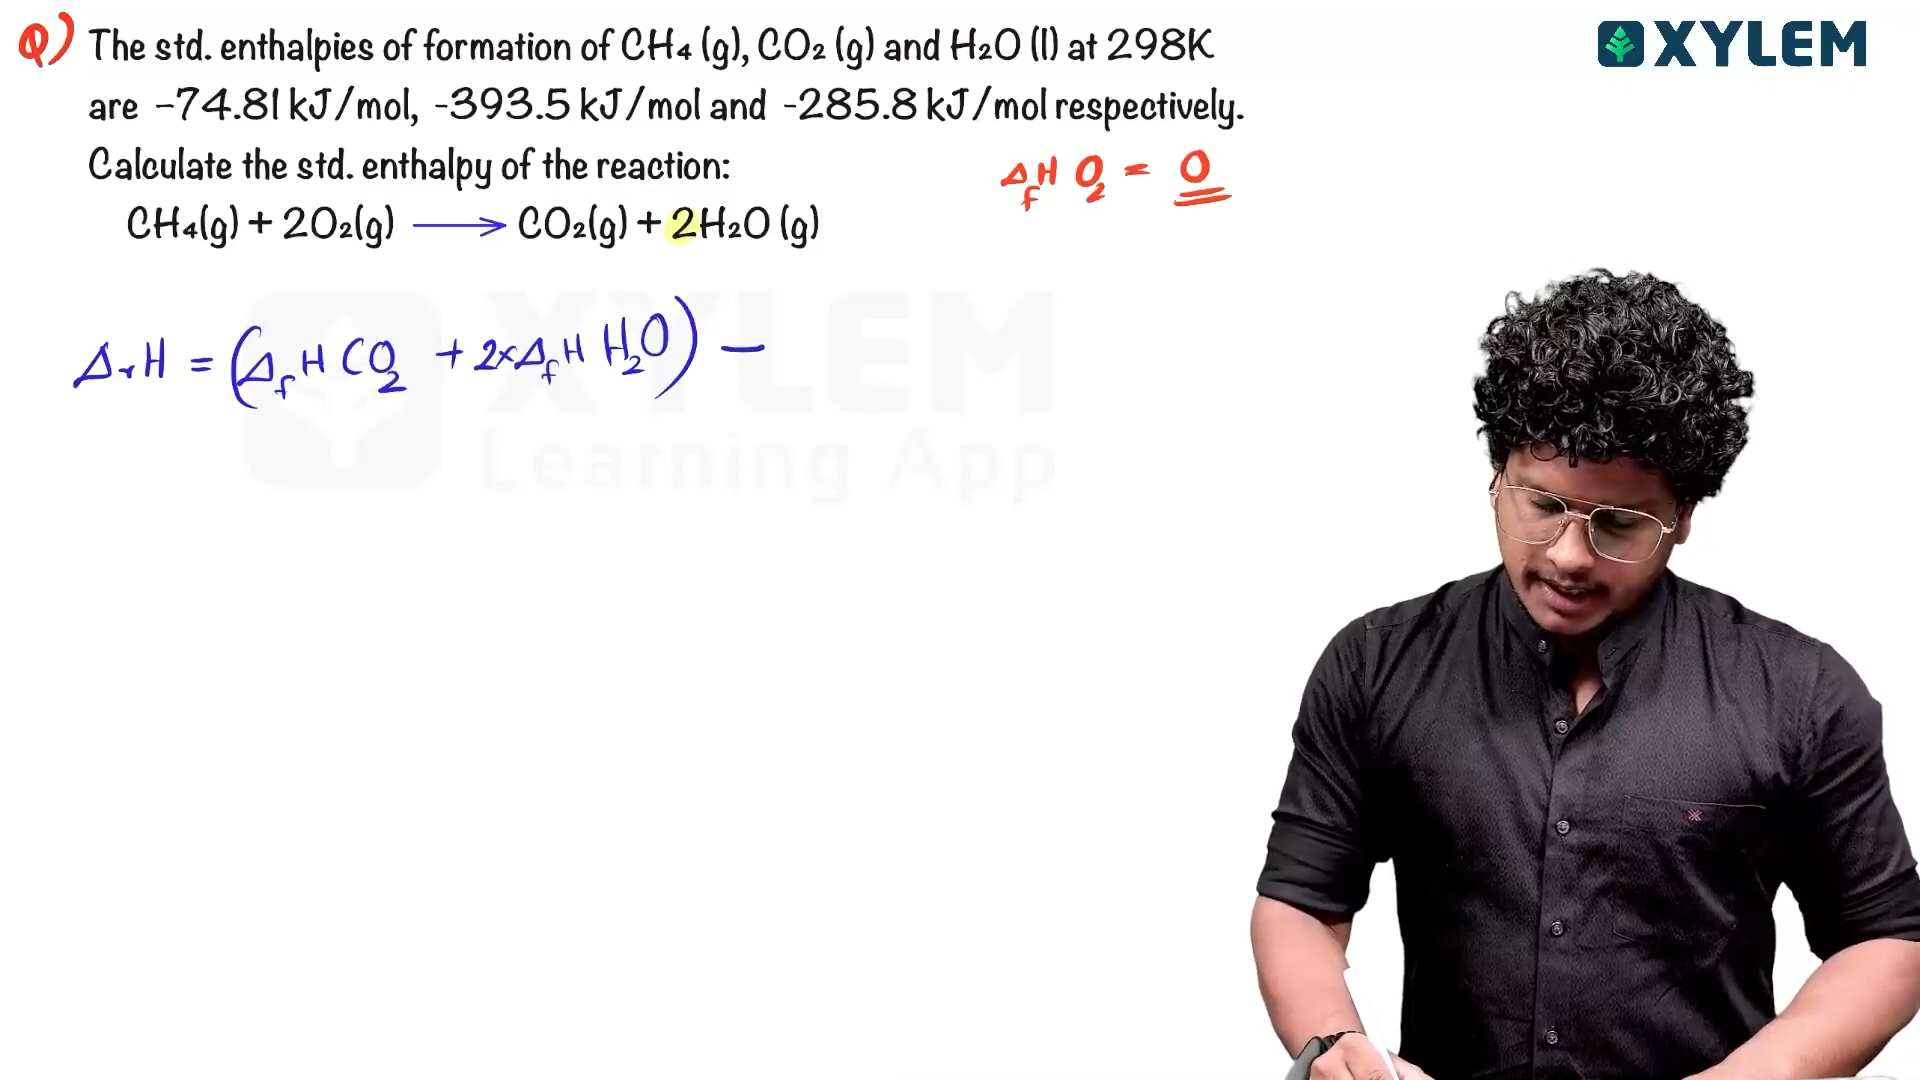 Q) The std. enthalpies of formation of CH₄ (g), CO₂ (g) and H₂O (l) at 298K
XYLEM
are -74.81 kJ/mol, -393.5 kJ/mol and -285.8 kJ/mol respectively.
Calculate the std. enthalpy of the reaction:
ΔfH O₂ = 0
CH₄(g) + 2O₂(g) ⟶ CO₂(g) + 2H₂O (g)
ΔrH = (ΔfH CO₂ + 2×ΔfH H₂O) −
XYLEM
Learning App